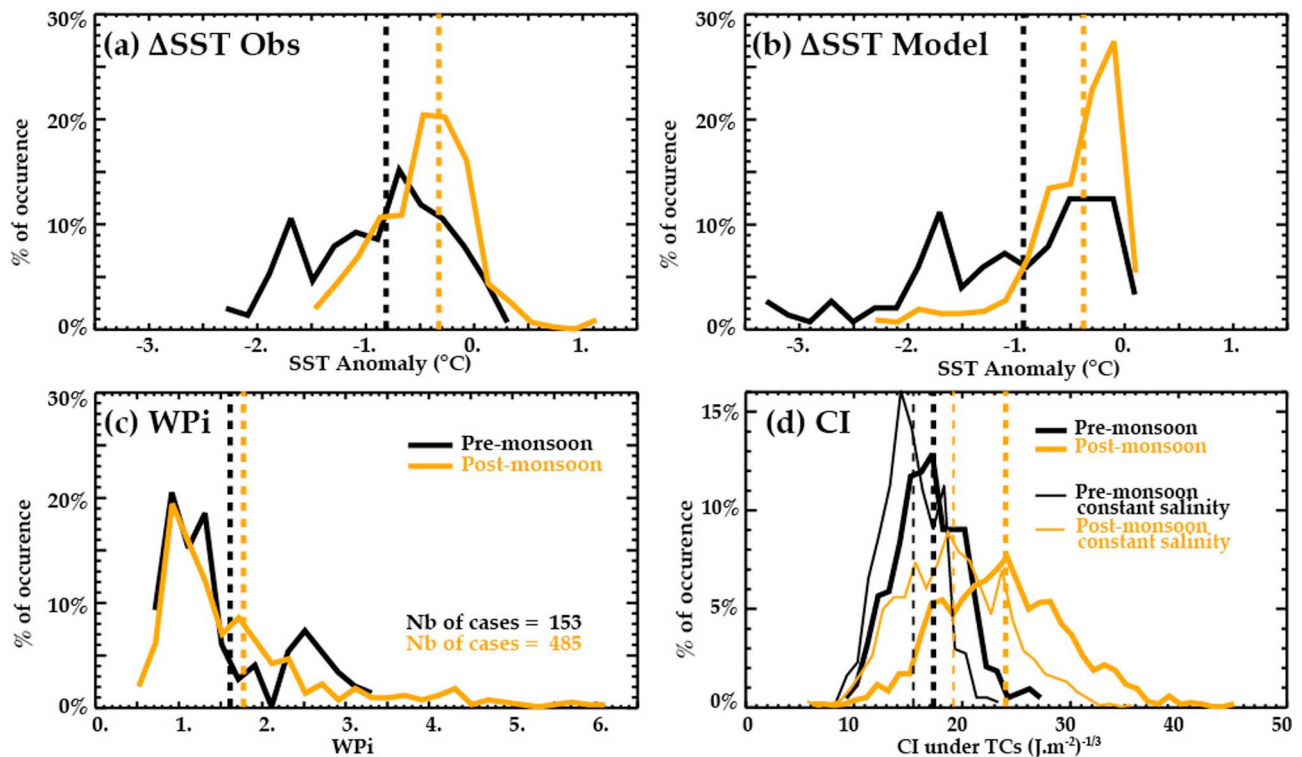 (a) ΔSST Obs
30%
20%
10%
0%
% of occurence
-3. -2. -1. 0. 1.
SST Anomaly (°C)
(b) ΔSST Model
30%
20%
10%
0%
% of occurence
-3. -2. -1. 0. 1.
SST Anomaly (°C)
(c) WPi
30%
20%
10%
0%
% of occurence
Pre-monsoon
Post-monsoon
Nb of cases = 153
Nb of cases = 485
0. 1. 2. 3. 4. 5. 6.
WPi
(d) CI
15%
10%
5%
0%
% of occurence
Pre-monsoon
Post-monsoon
Pre-monsoon
constant salinity
Post-monsoon
constant salinity
10 20 30 40 50
CI under TCs (J.m⁻²)⁻¹/³